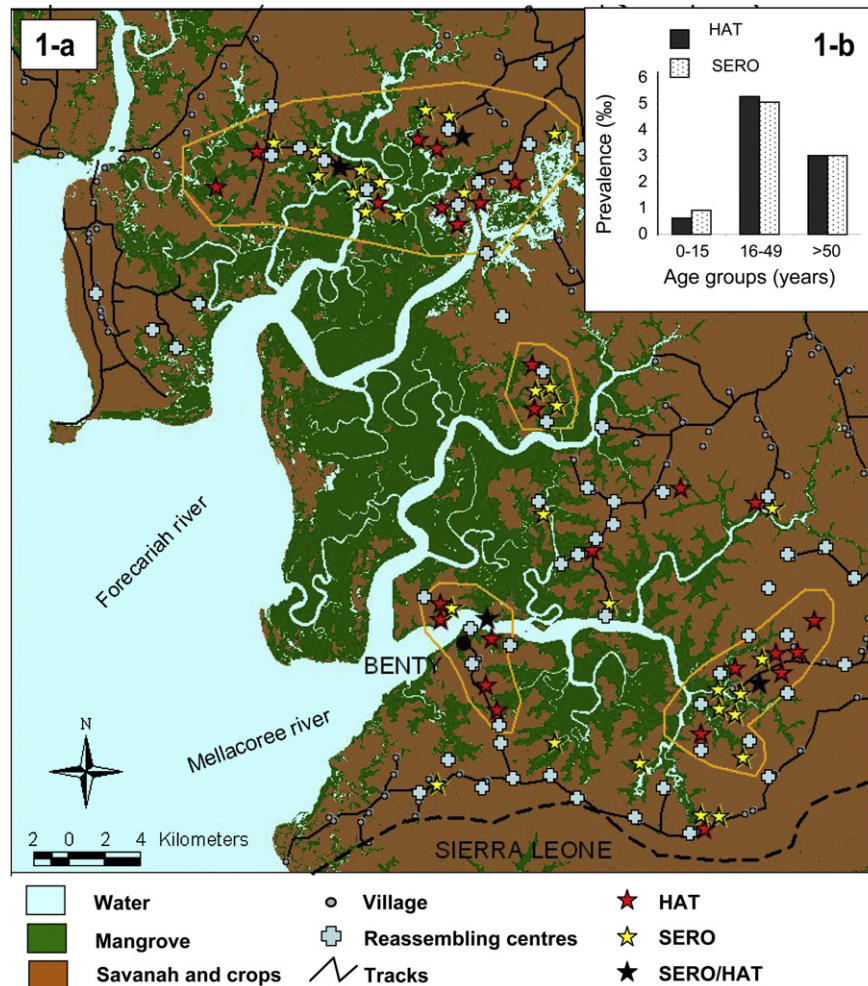 1-a
1-b
HAT
SERO
Prevalence (‰)
6
5
4
3
2
1
0
0-15 16-49 >50
Age groups (years)
Forecariah river
BENTY
Mellacoree river
N
2 0 2 4 Kilometers
SIERRA LEONE
Water
Mangrove
Savanah and crops
Village
Reassembling centres
Tracks
HAT
SERO
SERO/HAT